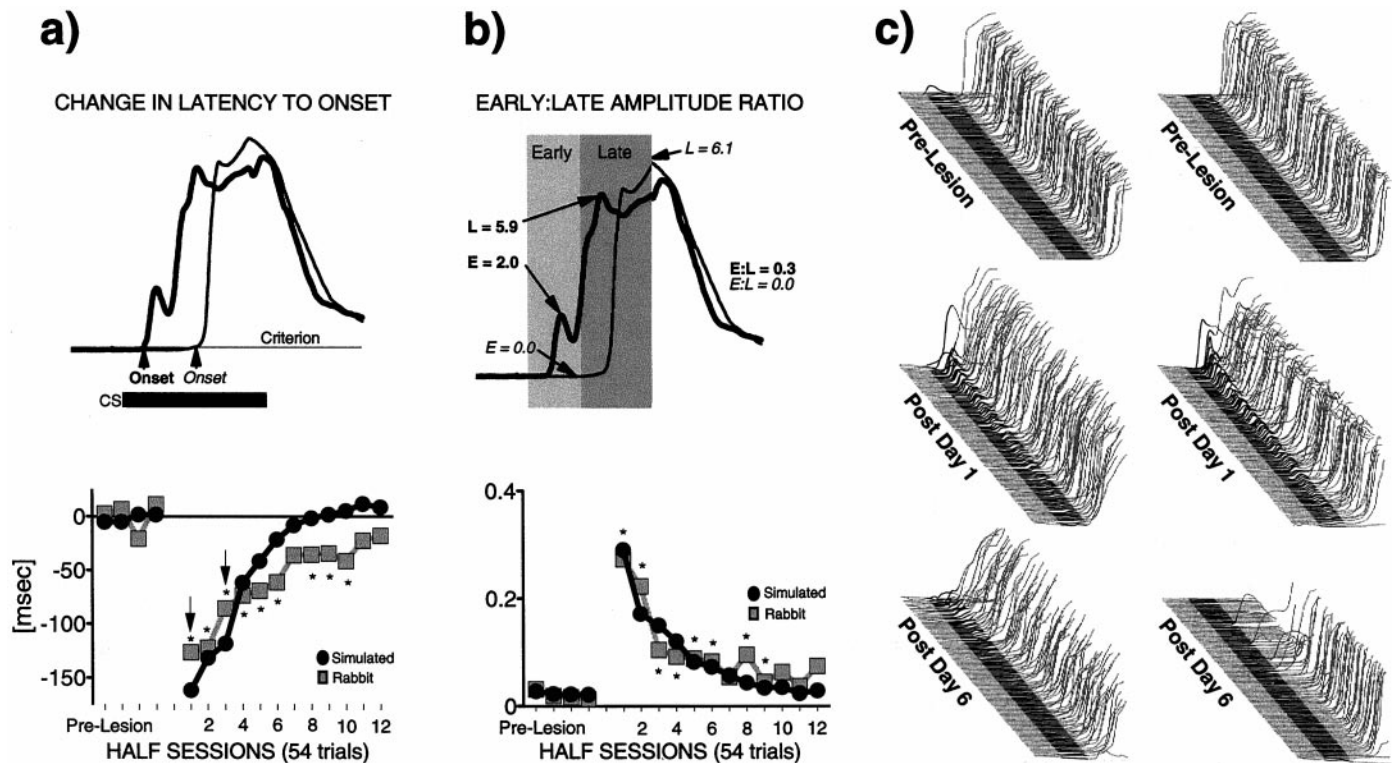 a)
CHANGE IN LATENCY TO ONSET
Criterion
Onset
Onset
CS
0
-50
-100
-150
[msec]
* * * * * * * * *
Simulated
Rabbit
Pre-Lesion 2 4 6 8 10 12
HALF SESSIONS (54 trials)
b)
EARLY:LATE AMPLITUDE RATIO
Early Late
L = 6.1
L = 5.9
E = 2.0
E:L = 0.3
E:L = 0.0
E = 0.0
0.4
0.2
0
* * * * * * * *
Simulated
Rabbit
Pre-Lesion 2 4 6 8 10 12
HALF SESSIONS (54 trials)
c)
Pre-Lesion
Pre-Lesion
Post Day 1
Post Day 1
Post Day 6
Post Day 6